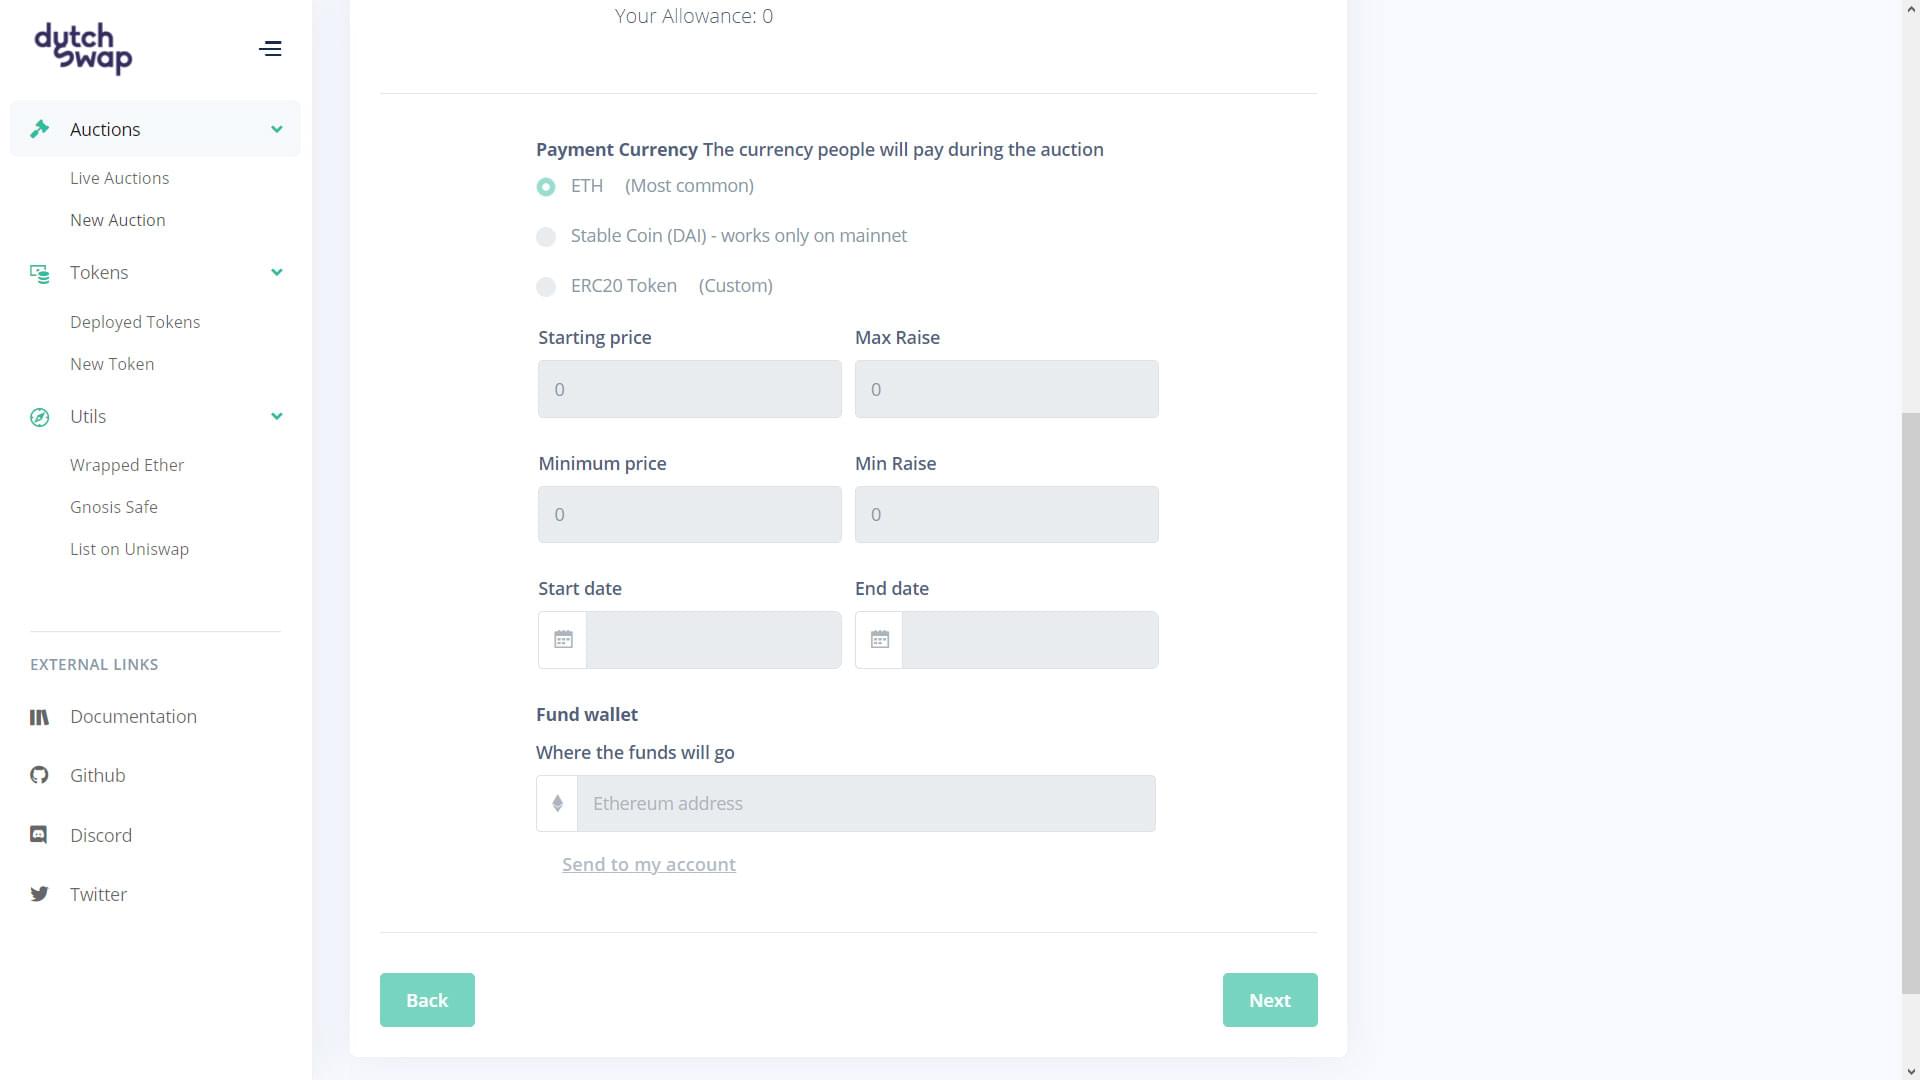 dutch
swap
Auctions
Live Auctions
New Auction
Tokens
Deployed Tokens
New Token
Utils
Wrapped Ether
Gnosis Safe
List on Uniswap
EXTERNAL LINKS
Documentation
Github
Discord
Twitter
Your Allowance: 0
Payment Currency The currency people will pay during the auction
ETH (Most common)
Stable Coin (DAI) - works only on mainnet
ERC20 Token (Custom)
Starting price Max Raise
0 0
Minimum price Min Raise
0 0
Start date End date
Fund wallet
Where the funds will go
Ethereum address
Send to my account
Back Next